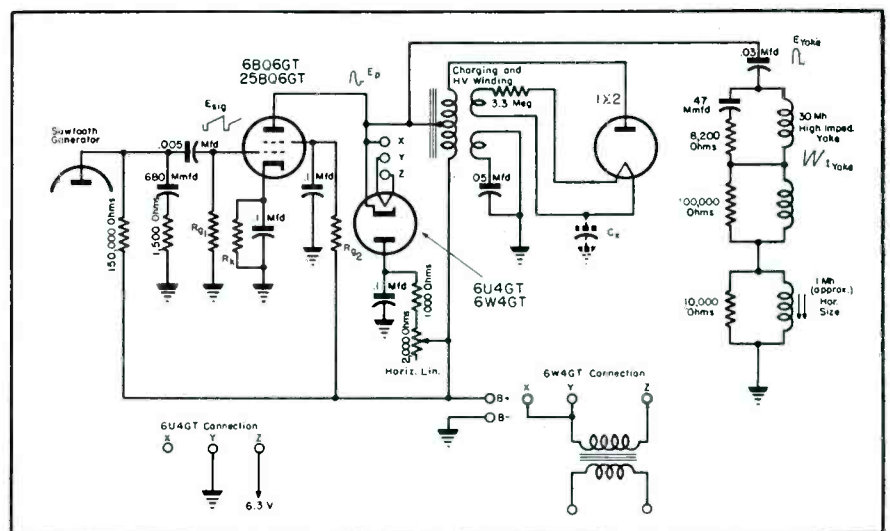 6BQ6GT
25BQ6GT
Ep
Charging and
HV Winding
3.3 Meg
1X2
.03 Mfd
E Yoke
47
Mmfd
8,200
Ohms
30 Mh
High Imped.
Yoke
I Yoke
Sawtooth
Generator
Esig
.005 Mfd
680 Mmfd
1,500 Ohms
150,000 Ohms
Rg1
Rk
.1 Mfd
.1 Mfd
Rg2
X
Y
Z
.05 Mfd
Cx
100,000
Ohms
6U4GT
6W4GT
.1 Mfd
1000 Ohms
2,000 Ohms
Horiz. Lin.
10,000
Ohms
1 Mh
(approx.)
Hor.
Size
B+
B-
6W4GT Connection
X Y Z
6U4GT Connection
X Y Z
6.3 V